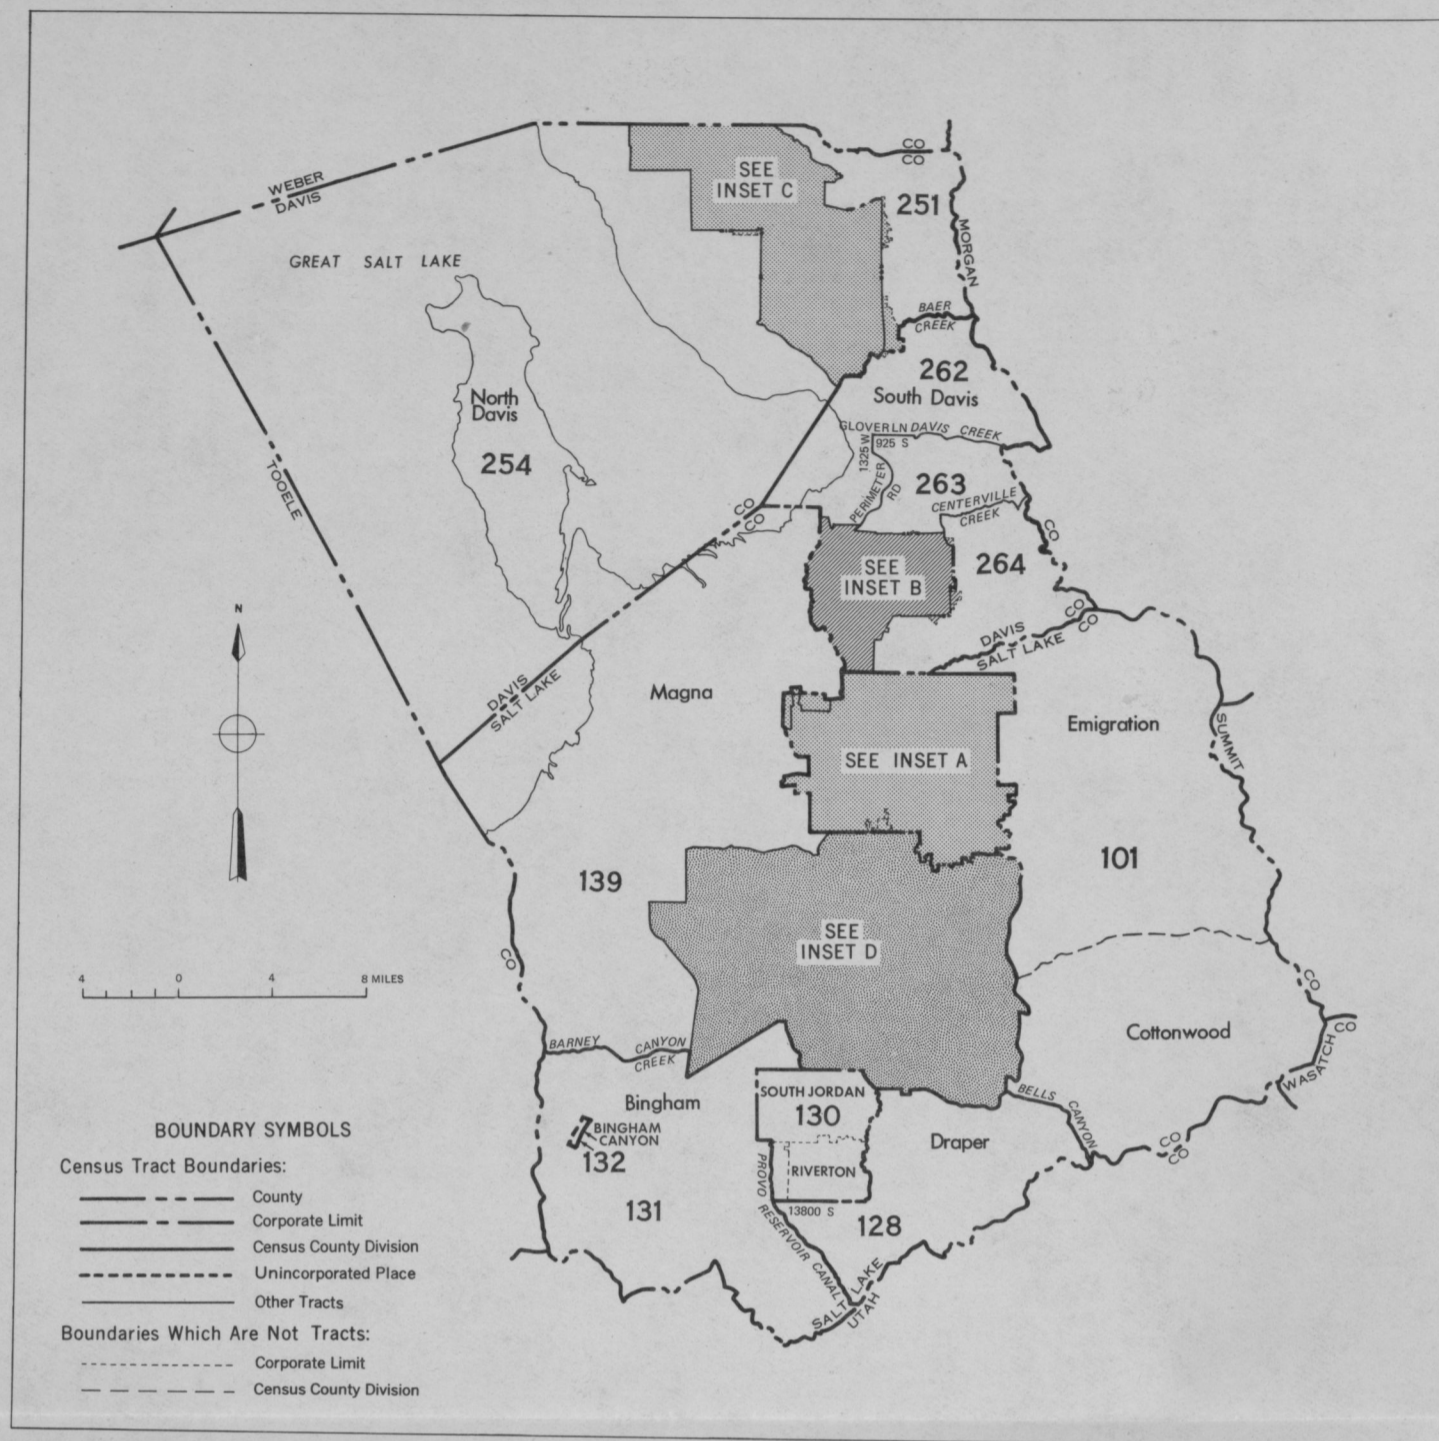 CO
CO
WEBER
DAVIS
SEE
INSET C
251
MORGAN
GREAT SALT LAKE
BAER
CREEK
262
South Davis
North
Davis
254
GLOVER LN DAVIS CREEK
925 S
1325 W
PERIMETER
RD
263
CENTERVILLE
CREEK
TOOELE
CO
CO
CO
SEE
INSET B
264
N
CO
CO
DAVIS
SALT LAKE
DAVIS
SALT LAKE
Magna
Emigration
SUMMIT
SEE INSET A
101
139
SEE
INSET D
CO
4 0 4 8 MILES
CO
CO
Cottonwood
WASATCH
BARNEY CANYON
CREEK
SOUTH JORDAN
130
BELLS CANYON
Bingham
BINGHAM
CANYON
132
Draper
CO
CO
PROVO RESERVOIR CANAL
RIVERTON
131
13800 S
128
SALT LAKE
UTAH
BOUNDARY SYMBOLS
Census Tract Boundaries:
County
Corporate Limit
Census County Division
Unincorporated Place
Other Tracts
Boundaries Which Are Not Tracts:
Corporate Limit
Census County Division